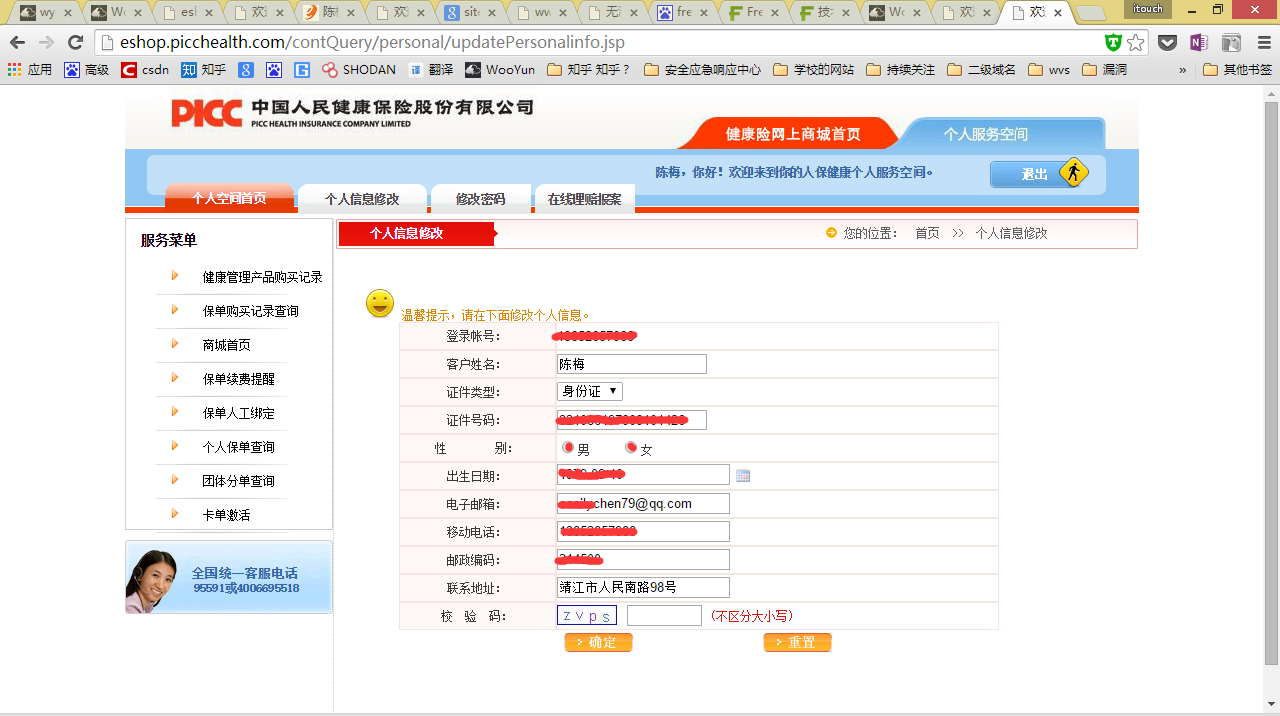 wy We esl 欢 陈梅 欢 site wv 无 fre Fre 技 Wo 欢 欢 itouch
eshop.picchealth.com/contQuery/personal/updatePersonalinfo.jsp
应用 高级 csdn 知乎 SHODAN 翻译 WooYun 知乎 知乎？ 安全应急响应中心 学校的网站 持续关注 二级域名 wvs 漏洞 » 其他书签
PICC 中国人民健康保险股份有限公司
PICC HEALTH INSURANCE COMPANY LIMITED
健康险网上商城首页 个人服务空间
陈梅，你好！欢迎来到你的人保健康个人服务空间。 退出
个人空间首页 个人信息修改 修改密码 在线理赔报案
服务菜单
健康管理产品购买记录
保单购买记录查询
商城首页
保单续费提醒
保单人工绑定
个人保单查询
团体分单查询
卡单激活
全国统一客服电话
95591或4006695518
个人信息修改 您的位置： 首页 >> 个人信息修改
温馨提示，请在下面修改个人信息。
登录帐号：
客户姓名： 陈梅
证件类型： 身份证
证件号码：
性 别： 男 女
出生日期：
电子邮箱： chen79@qq.com
移动电话：
邮政编码：
联系地址： 靖江市人民南路98号
校 验 码： z v p s (不区分大小写)
确定 重置